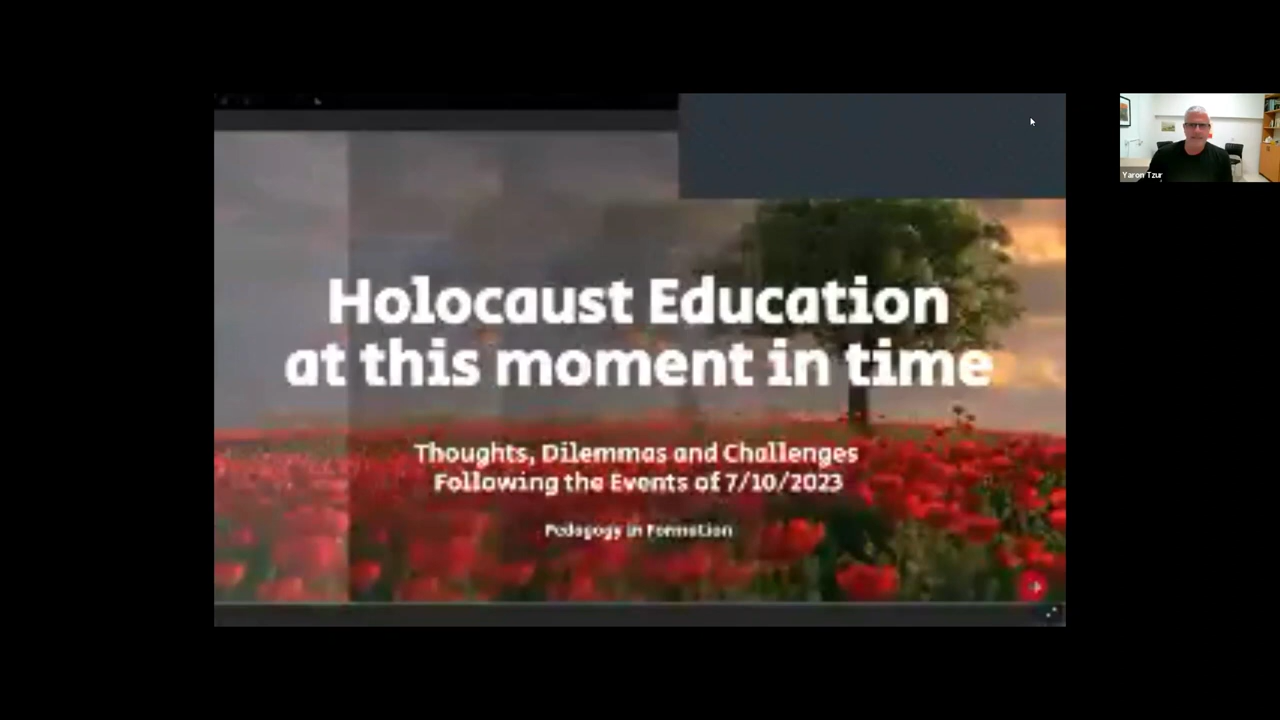 Holocaust Education
at this moment in time
Thoughts, Dilemmas and Challenges
Following the Events of 7/10/2023
Pedagogy in Formation
Yaron Tzur